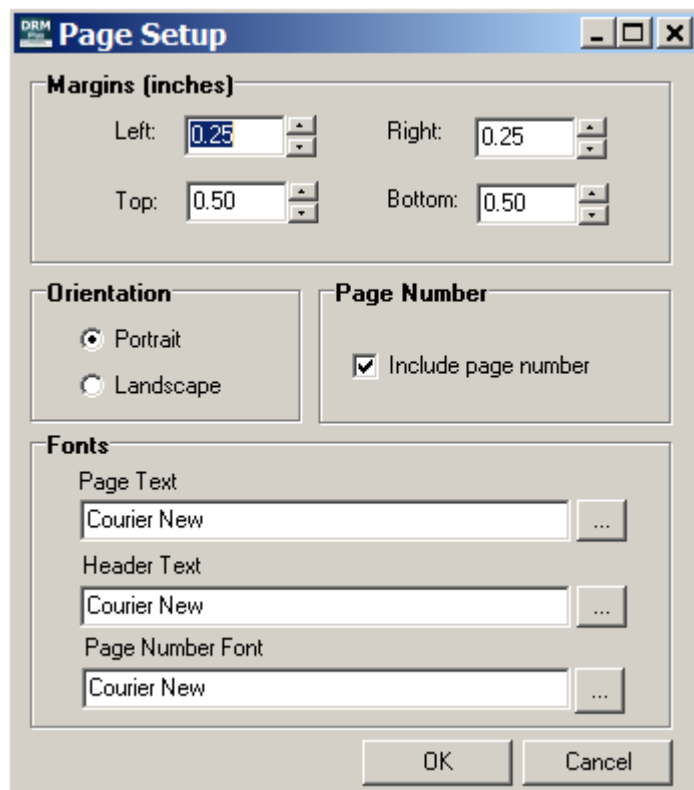 DRM
Plus
Page Setup
Margins (inches)
Left: 0.25 Right: 0.25
Top: 0.50 Bottom: 0.50
Orientation Page Number
Portrait
Include page number
Landscape
Fonts
Page Text
Courier New ...
Header Text
Courier New ...
Page Number Font
Courier New ...
OK Cancel